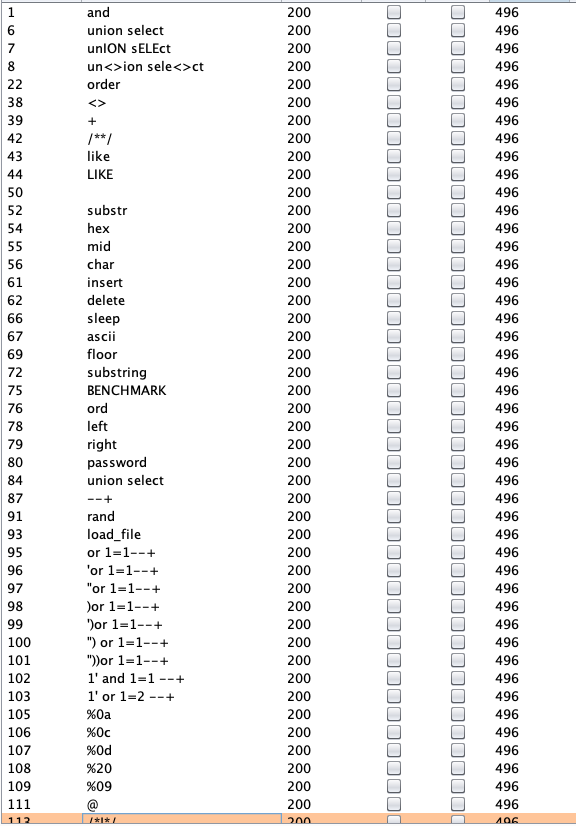 1 and 200 496
6 union select 200 496
7 unION sELEct 200 496
8 un<>ion sele<>ct 200 496
22 order 200 496
38 <> 200 496
39 + 200 496
42 /**/ 200 496
43 like 200 496
44 LIKE 200 496
50 200 496
52 substr 200 496
54 hex 200 496
55 mid 200 496
56 char 200 496
61 insert 200 496
62 delete 200 496
66 sleep 200 496
67 ascii 200 496
69 floor 200 496
72 substring 200 496
75 BENCHMARK 200 496
76 ord 200 496
78 left 200 496
79 right 200 496
80 password 200 496
84 union select 200 496
87 --+ 200 496
91 rand 200 496
93 load_file 200 496
95 or 1=1--+ 200 496
96 'or 1=1--+ 200 496
97 "or 1=1--+ 200 496
98 )or 1=1--+ 200 496
99 ')or 1=1--+ 200 496
100 ") or 1=1--+ 200 496
101 "))or 1=1--+ 200 496
102 1' and 1=1 --+ 200 496
103 1' or 1=2 --+ 200 496
105 %0a 200 496
106 %0c 200 496
107 %0d 200 496
108 %20 200 496
109 %09 200 496
111 @ 200 496
113 200 496